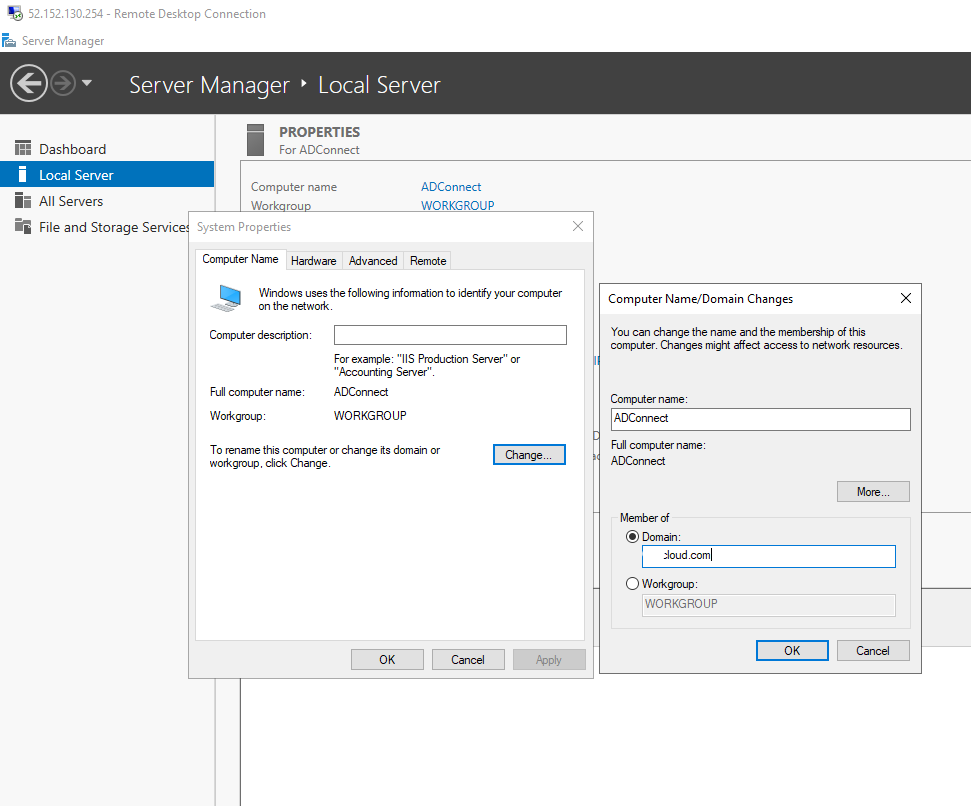 52.152.130.254 - Remote Desktop Connection
Server Manager
Server Manager ‣ Local Server
Dashboard
Local Server
All Servers
File and Storage Services
PROPERTIES
For ADConnect
Computer name ADConnect
Workgroup WORKGROUP
System Properties
Computer Name Hardware Advanced Remote
Windows uses the following information to identify your computer
on the network.
Computer description:
For example: "IIS Production Server" or
"Accounting Server".
Full computer name: ADConnect
Workgroup: WORKGROUP
To rename this computer or change its domain or
workgroup, click Change.
Change...
OK Cancel Apply
Computer Name/Domain Changes
You can change the name and the membership of this
computer. Changes might affect access to network resources.
Computer name:
ADConnect
Full computer name:
ADConnect
More...
Member of
Domain:
cloud.com
Workgroup:
WORKGROUP
OK Cancel